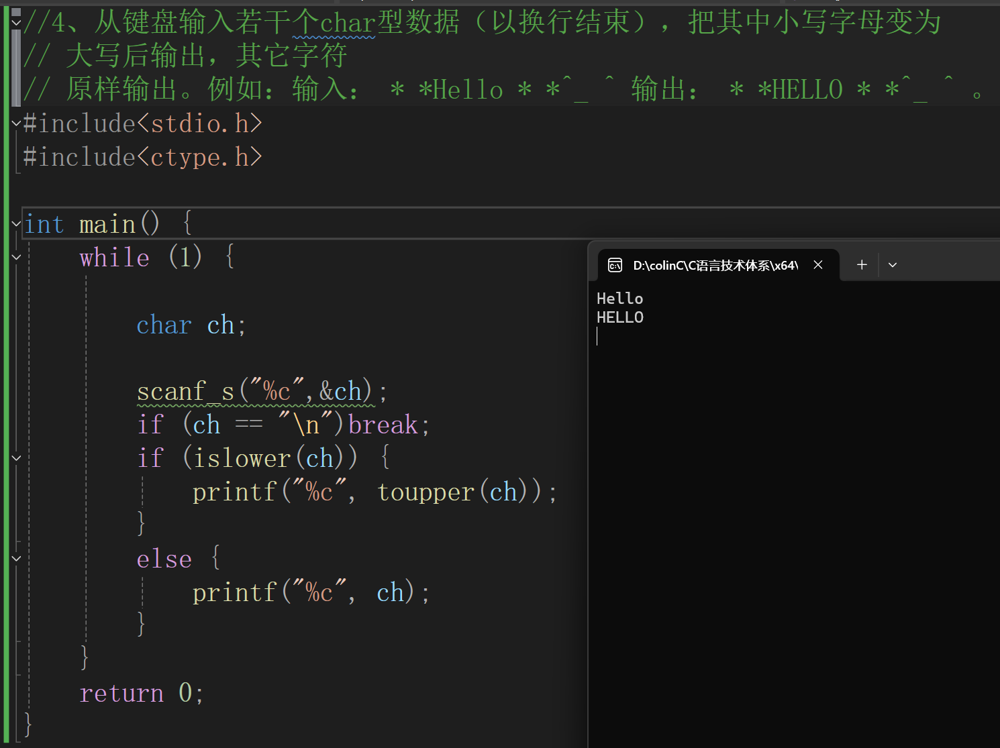 //4、从键盘输入若干个char型数据（以换行结束），把其中小写字母变为
// 大写后输出，其它字符
// 原样输出。例如：输入： * *Hello * *^_ ^ 输出： * *HELLO * *^_ ^ 。
#include<stdio.h>
#include<ctype.h>
int main() {
while (1) {
char ch;
scanf_s("%c",&ch);
if (ch == "\n")break;
if (islower(ch)) {
printf("%c", toupper(ch));
}
else {
printf("%c", ch);
}
}
return 0;
}
D:\colinC\C语言技术体系\x64\
Hello
HELLO